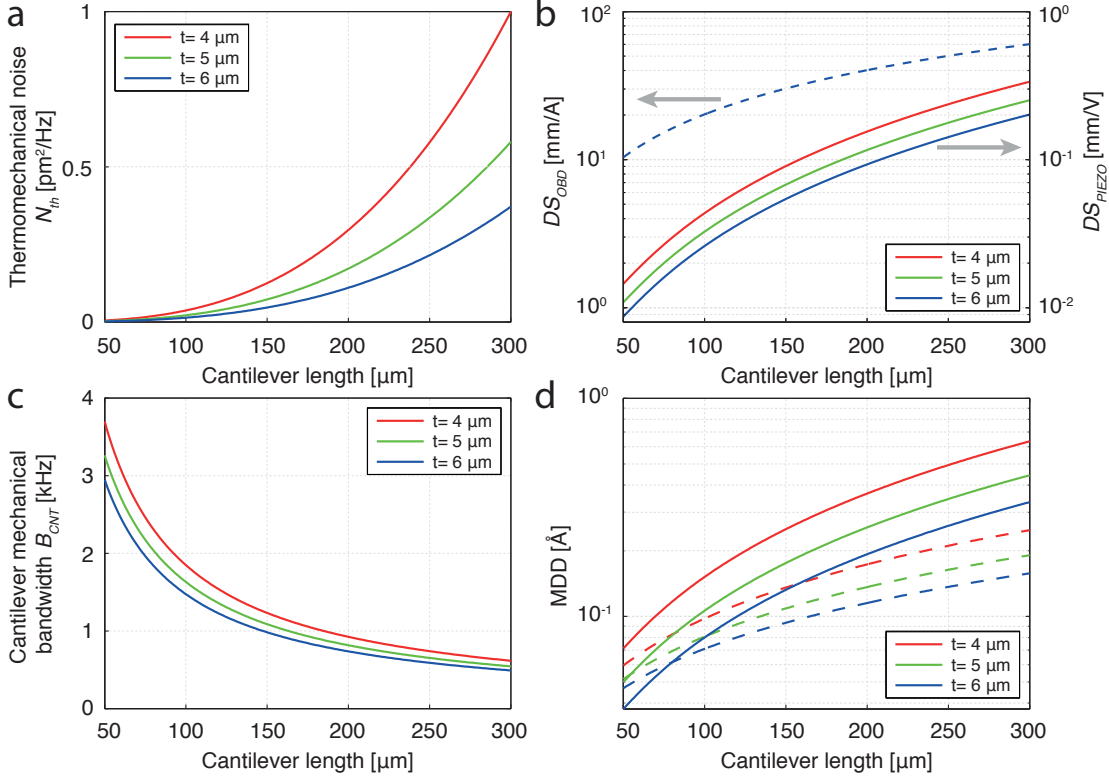 a
Thermomechanical noise
N_th [pm²/Hz]
1
0.5
0
t= 4 µm
t= 5 µm
t= 6 µm
50 100 150 200 250 300
Cantilever length [µm]
b
DS_OBD [mm/A]
10²
10¹
10⁰
DS_PIEZO [mm/V]
10⁰
10⁻¹
10⁻²
t= 4 µm
t= 5 µm
t= 6 µm
50 100 150 200 250 300
Cantilever length [µm]
c
Cantilever mechanical
bandwidth B_CNT [kHz]
4
3
2
1
0
t= 4 µm
t= 5 µm
t= 6 µm
50 100 150 200 250 300
Cantilever length [µm]
d
MDD [Å]
10⁰
10⁻¹
t= 4 µm
t= 5 µm
t= 6 µm
50 100 150 200 250 300
Cantilever length [µm]